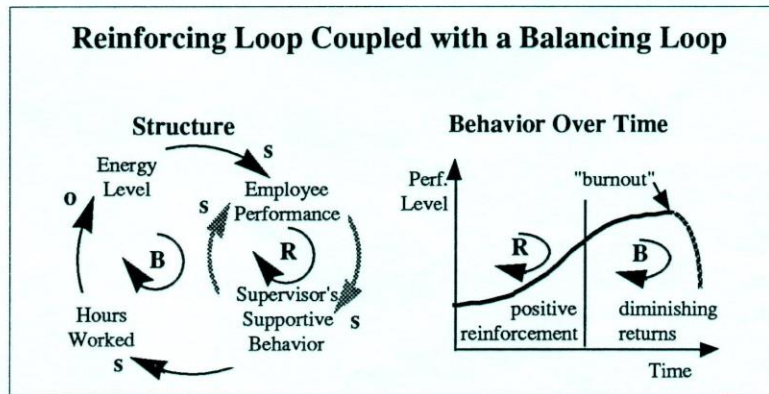 Reinforcing Loop Coupled with a Balancing Loop
Structure
Energy
Level
s
Employee
Performance
s
o
B
R
Hours
Worked
Supervisor's
Supportive
Behavior
s
s
Behavior Over Time
Perf.
Level
"burnout"
R
B
positive
reinforcement
diminishing
returns
Time